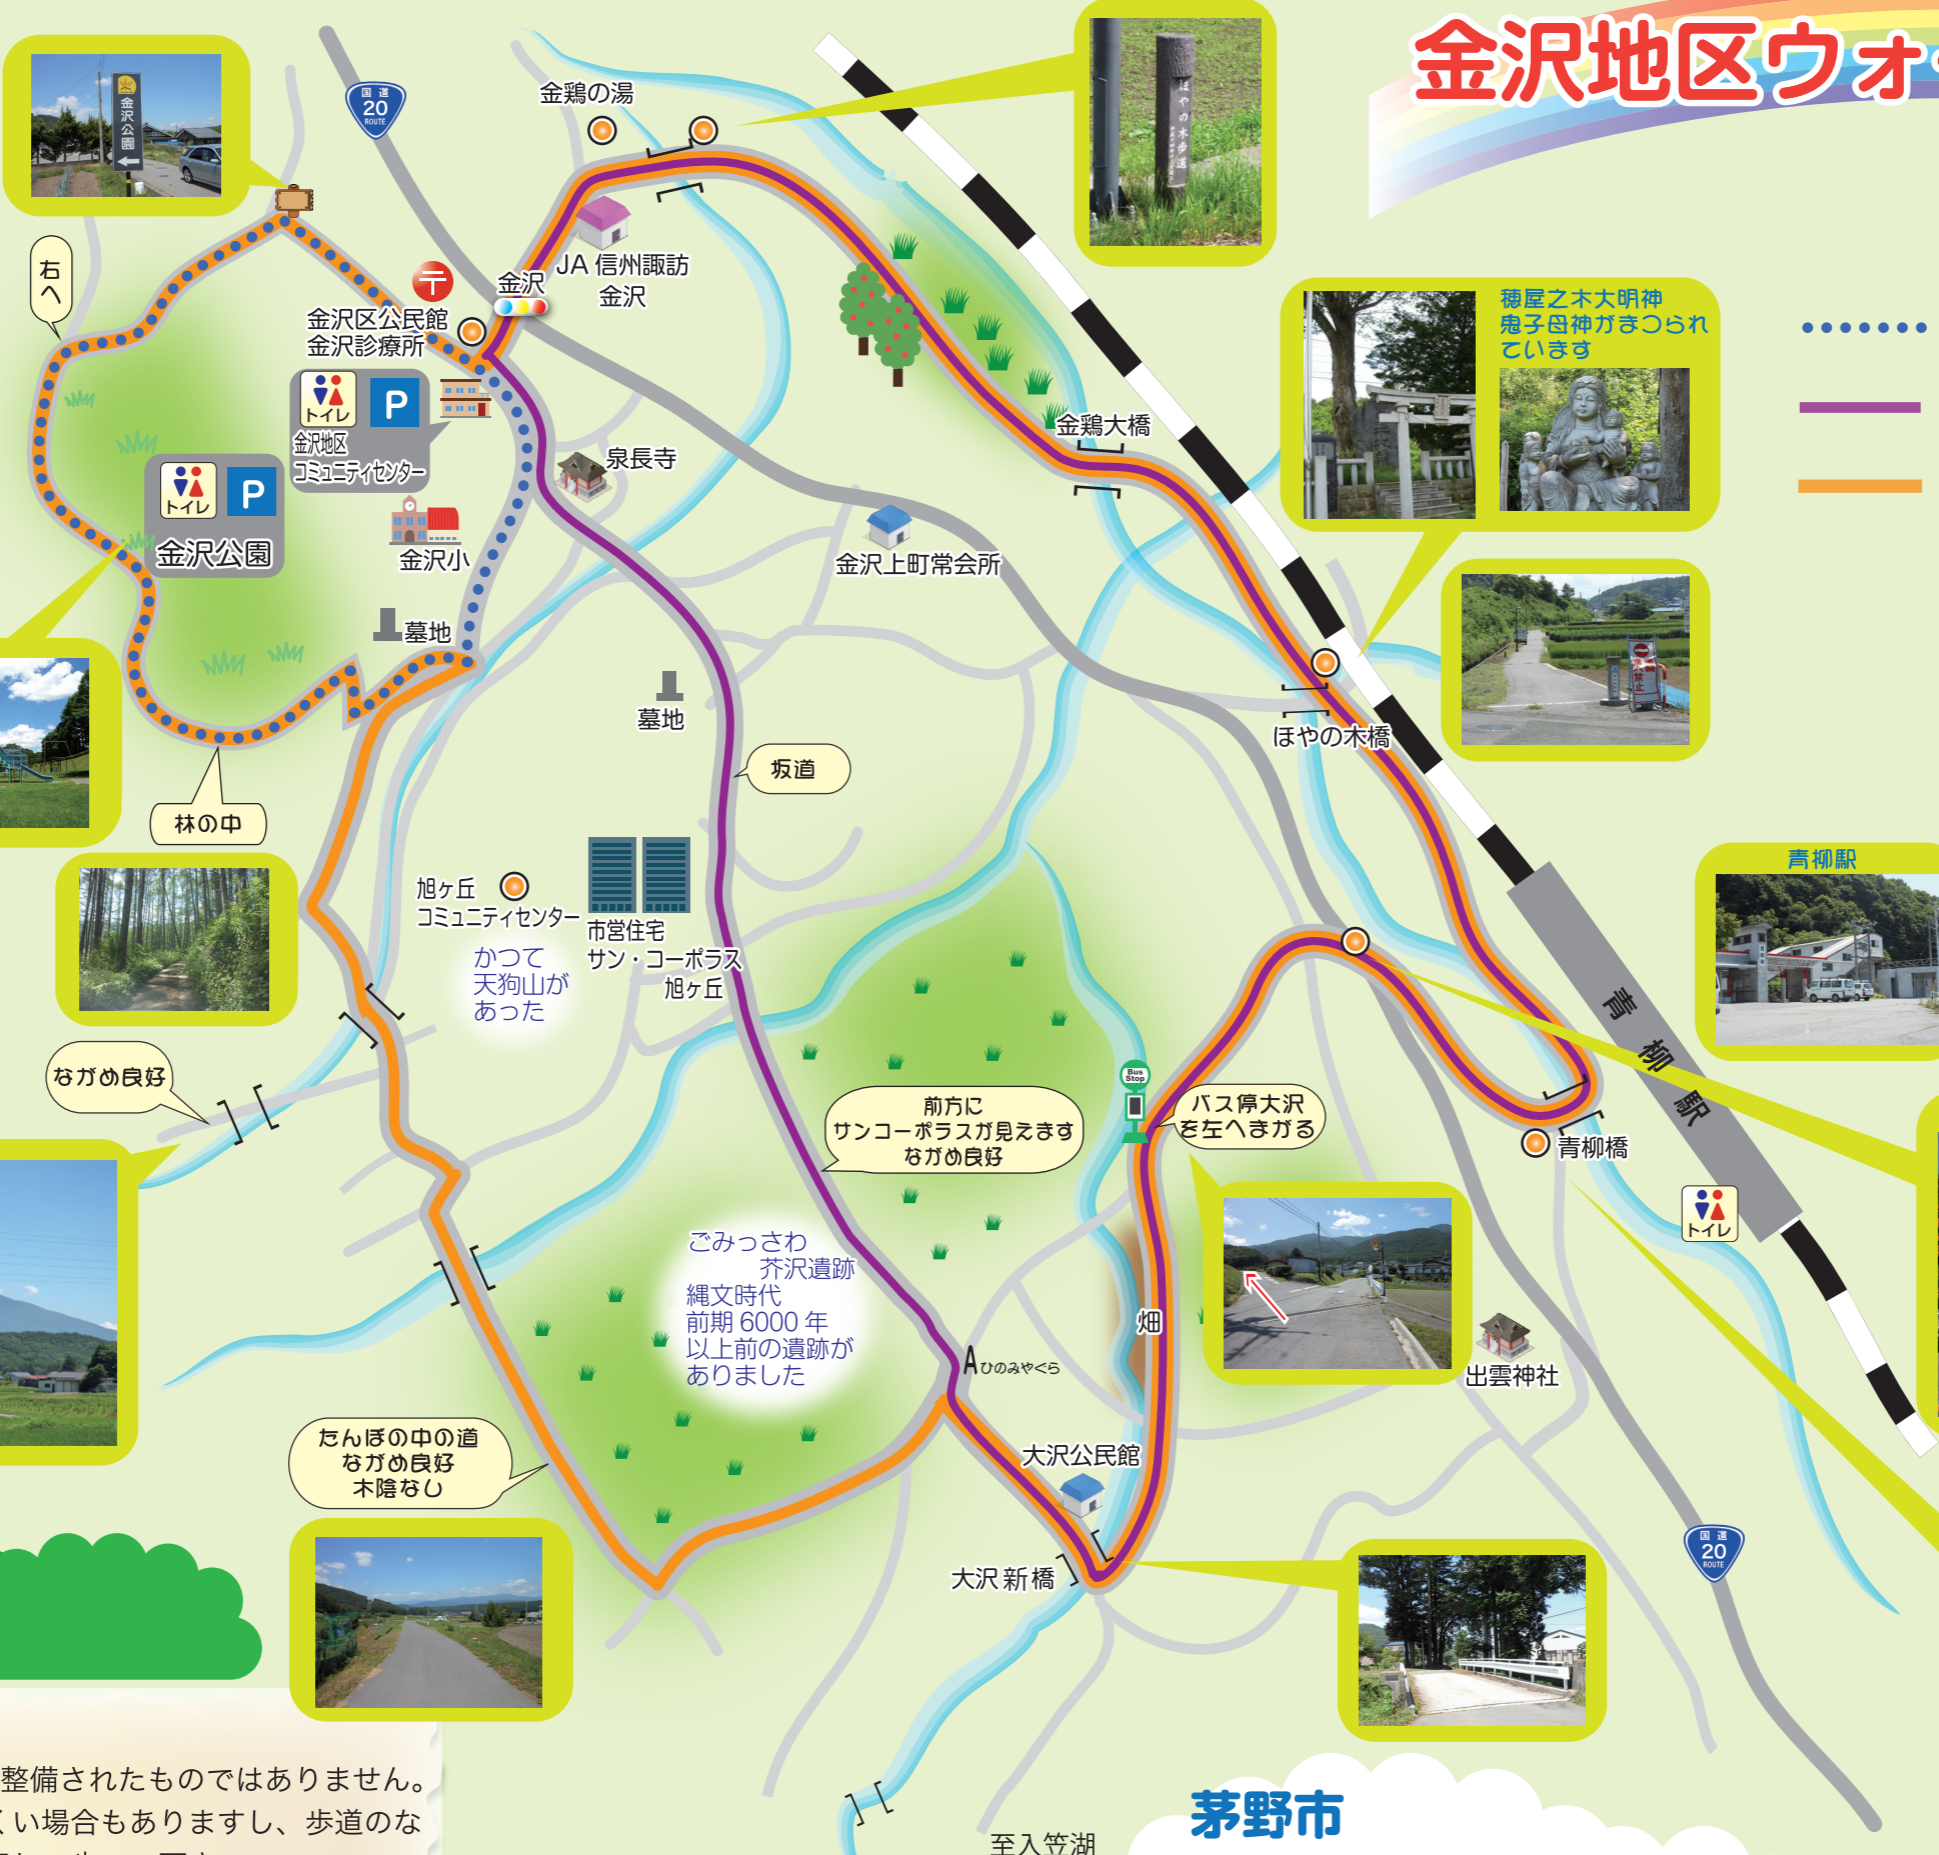 金沢地区ウォ
金沢公園
国道
20
ROUTE
金鶏の湯
ほやの木歩道
右へ
金沢
JA 信州諏訪
金沢
金沢区公民館
金沢診療所
穂屋之木大明神
鬼子母神がまつられ
ています
トイレ
P
金沢地区
コミュニティセンター
泉長寺
金鶏大橋
トイレ
P
金沢公園
金沢小
金沢上町常会所
墓地
墓地
ほやの木橋
坂道
林の中
青柳駅
旭ヶ丘
コミュニティセンター
市営住宅
サン・コーポラス
旭ヶ丘
かつて
天狗山が
あった
青柳駅
ながめ良好
Bus
Stop
前方に
サンコーポラスが見えます
ながめ良好
バス停大沢
を左へまがる
青柳橋
トイレ
ごみっさわ
芥沢遺跡
縄文時代
前期 6000 年
以上前の遺跡が
ありました
畑
ひのみやぐら
出雲神社
たんぼの中の道
ながめ良好
木陰なし
大沢公民館
大沢新橋
国道
20
ROUTE
整備されたものではありません。
い場合もありますし、歩道のな
茅野市
至入笠湖